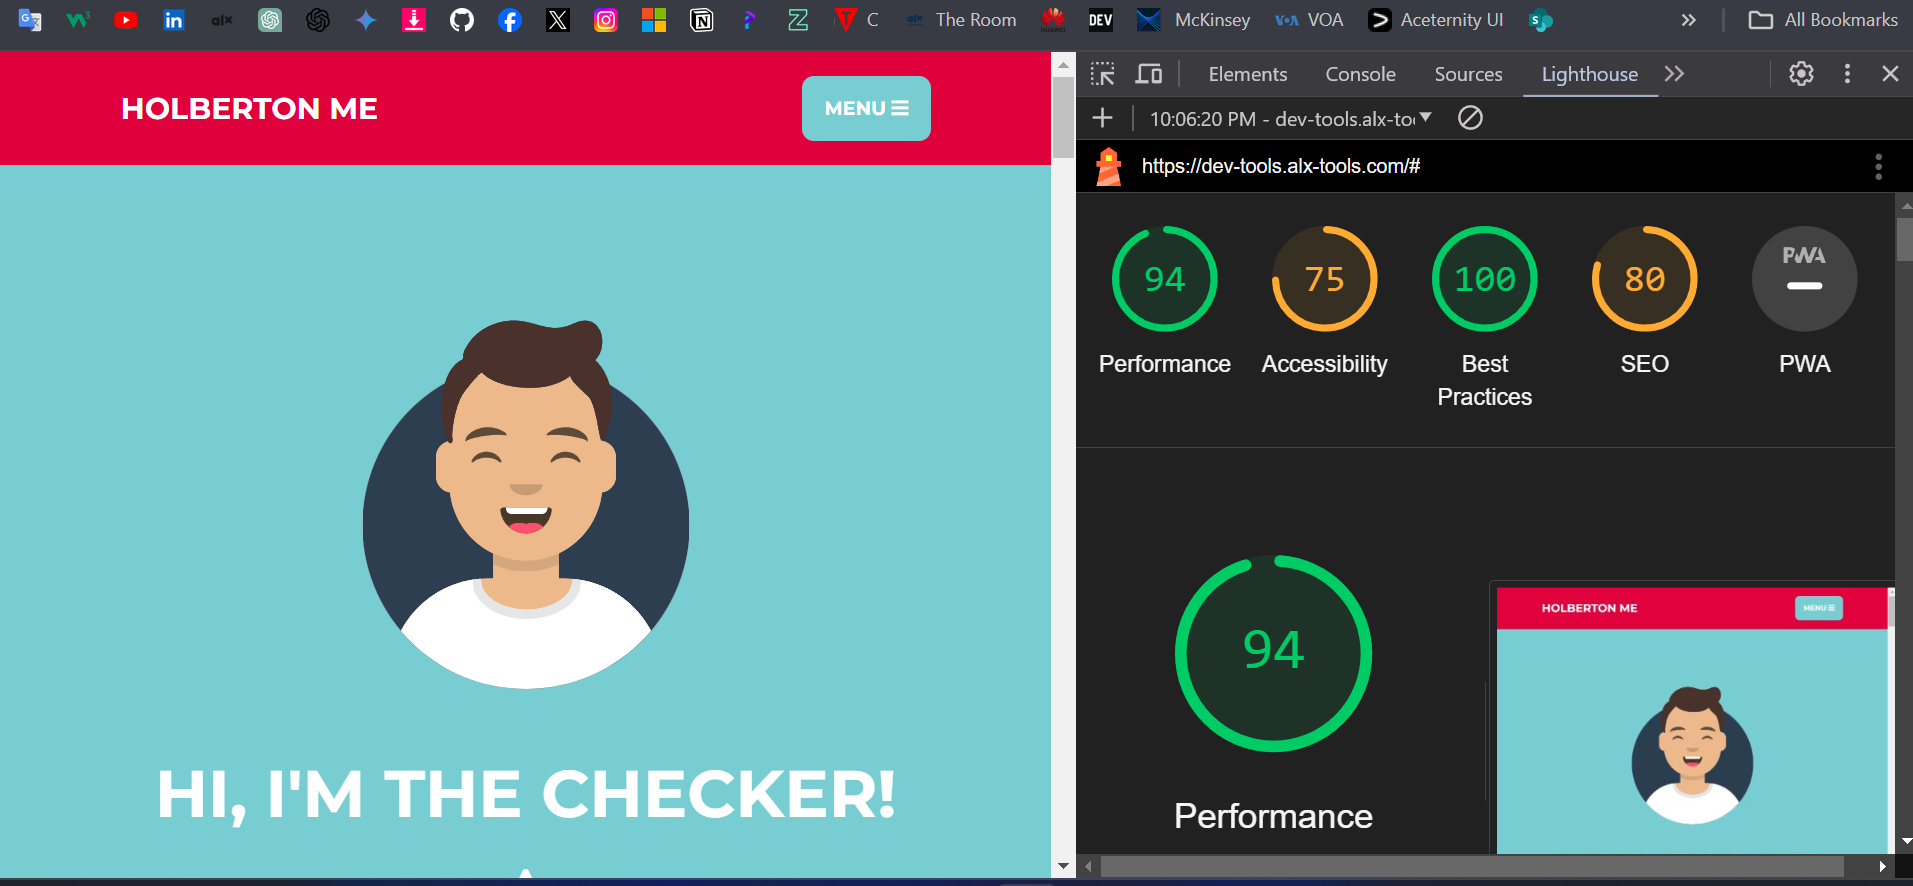 C
The Room
DEV
McKinsey
VOA VOA
Aceternity UI
All Bookmarks
HOLBERTON ME
MENU
HI, I'M THE CHECKER!
Elements
Console
Sources
Lighthouse
10:06:20 PM - dev-tools.alx-to
https://dev-tools.alx-tools.com/#
94
75
100
80
PWA
Performance
Accessibility
Best
Practices
SEO
PWA
94
Performance
HOLBERTON ME
MENU